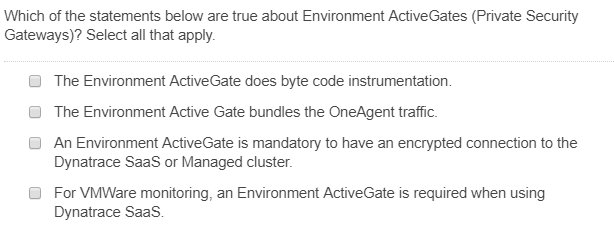 Which of the statements below are true about Environment ActiveGates (Private Security
Gateways)? Select all that apply.
The Environment ActiveGate does byte code instrumentation.
The Environment Active Gate bundles the OneAgent traffic.
An Environment ActiveGate is mandatory to have an encrypted connection to the
Dynatrace SaaS or Managed cluster.
For VMWare monitoring, an Environment ActiveGate is required when using
Dynatrace SaaS.